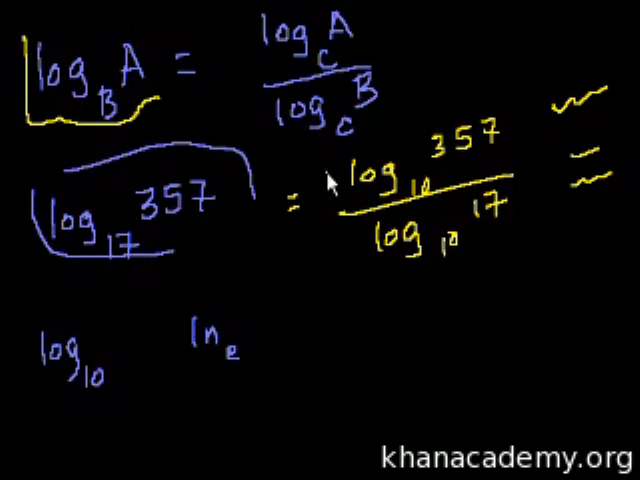 log_B A = log_C A / log_C B
log_17 357 = log_10 357 / log_10 17
log_10 ln_e
khanacademy.org